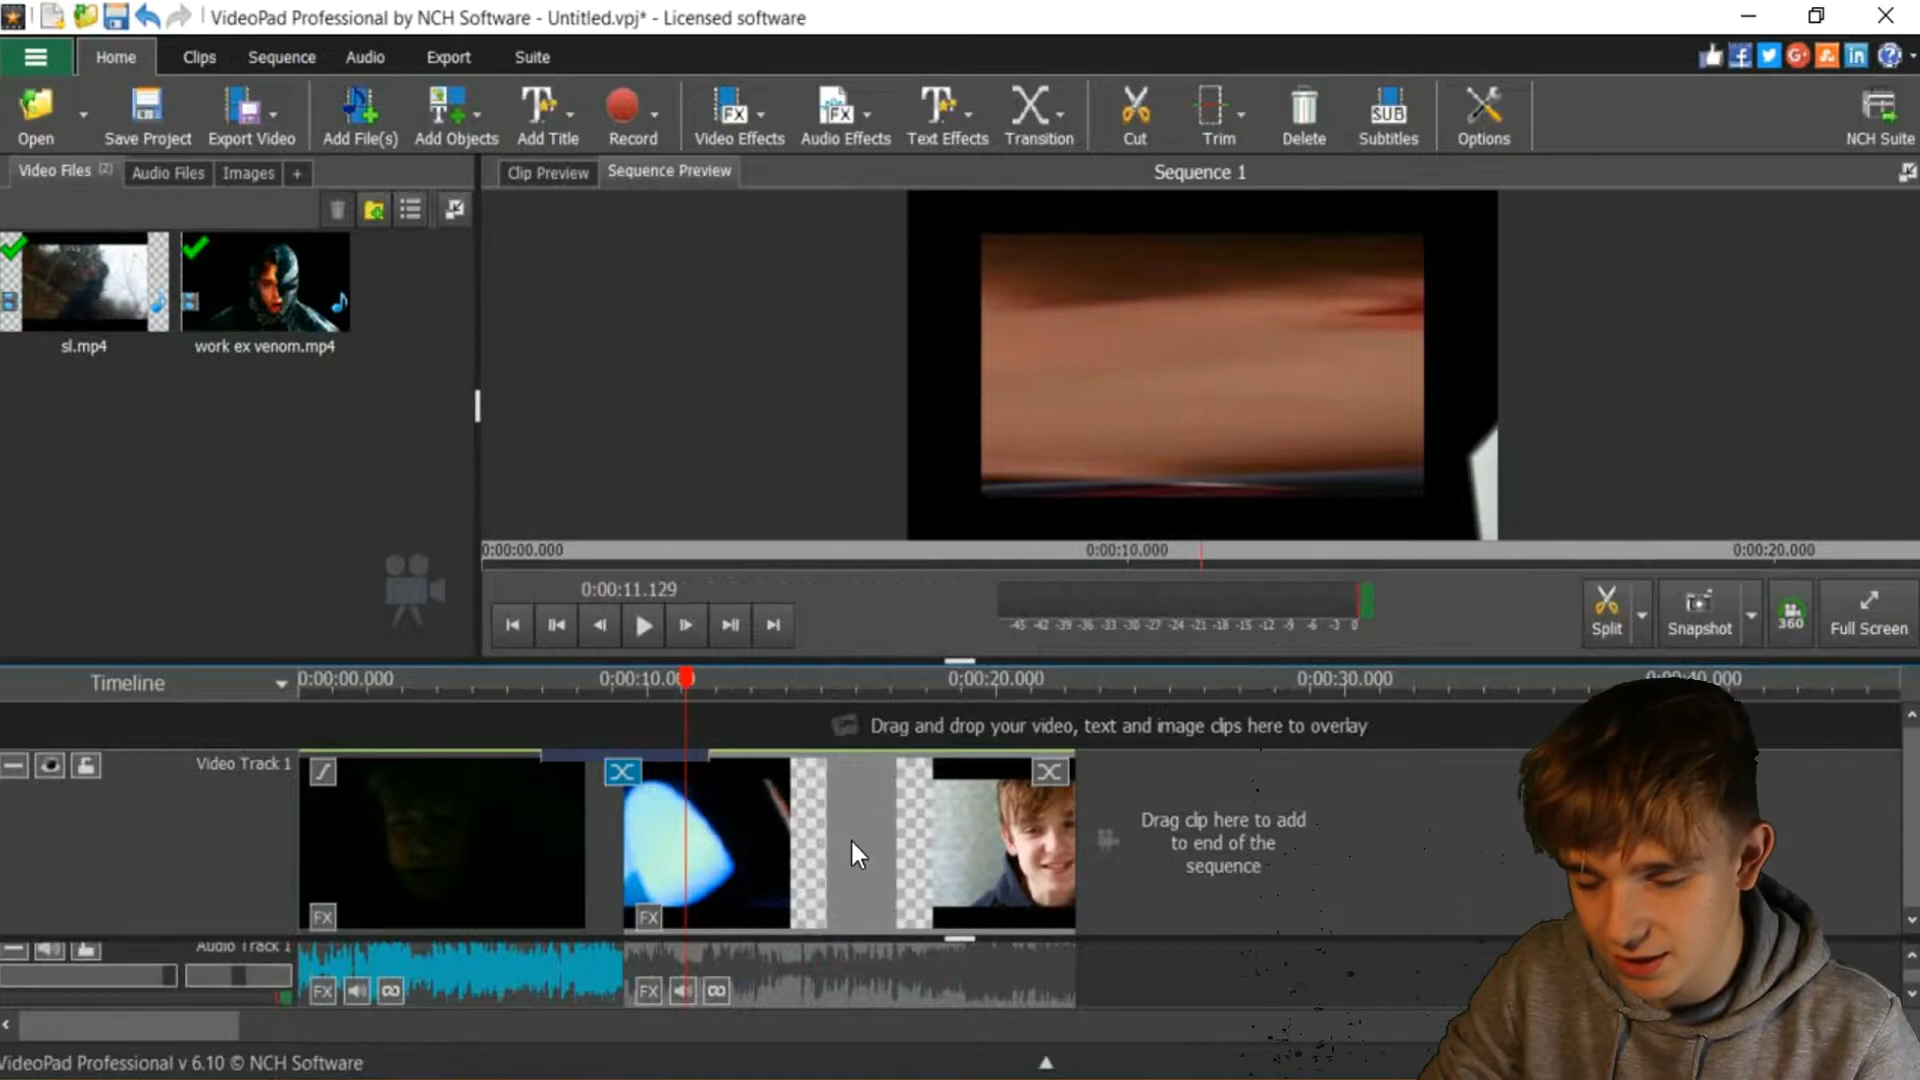 VideoPad Professional by NCH Software - Untitled.vpj* - Licensed software
Home Clips Sequence Audio Export Suite
Open Save Project Export Video Add File(s) Add Objects Add Title Record Video Effects Audio Effects Text Effects Transition Cut Trim Delete Subtitles Options NCH Suite
FX FX T SUB
Video Files (2) Audio Files Images + Clip Preview Sequence Preview Sequence 1
sl.mp4 work ex venom.mp4
0:00:00.000 0:00:10.000 0:00:20.000
0:00:11.129
-45 -42 -39 -36 -33 -30 -27 -24 -21 -18 -15 -12 -9 -6 -3 0
Split Snapshot 360 Full Screen
Timeline 0:00:00.000 0:00:10.0 0:00:20.000 0:00:30.000 0:00:40.000
Drag and drop your video, text and image clips here to overlay
Video Track 1
Drag clip here to add
to end of the
sequence
FX FX
Audio Track 1
FX FX
VideoPad Professional v 6.10 © NCH Software